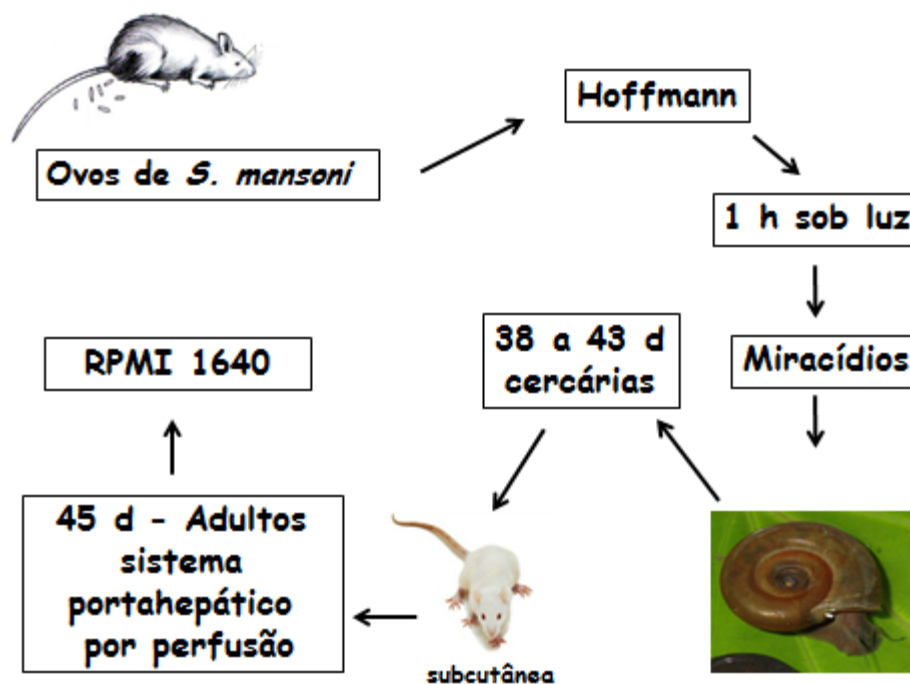 Ovos de S. mansoni
Hoffmann
1 h sob luz
Miracídios
38 a 43 d
cercárias
subcutânea
45 d - Adultos
sistema
portahepático
por perfusão
RPMI 1640